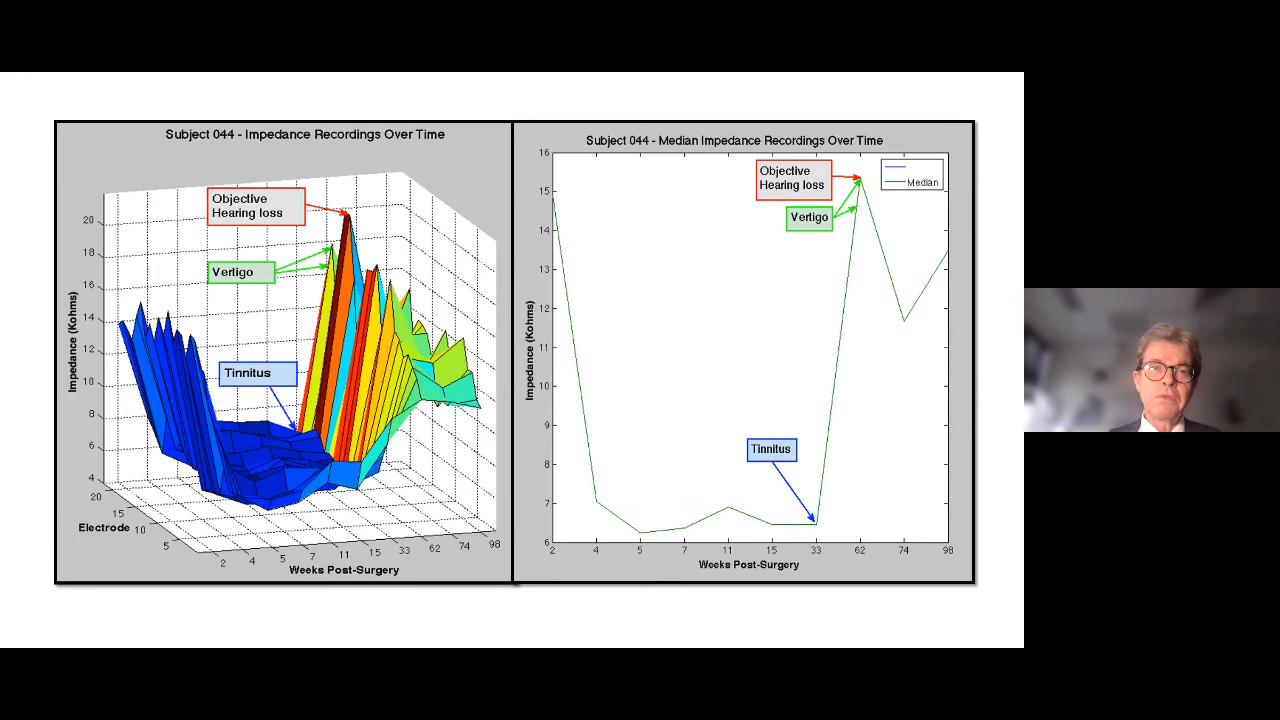 Subject 044 - Impedance Recordings Over Time
Objective
Hearing loss
Vertigo
Tinnitus
Impedance (Kohms)
20
18
16
14
12
10
8
6
4
20
15
10
5
Electrode
2
4
5
7
11
15
33
62
74
98
Weeks Post-Surgery
Subject 044 - Median Impedance Recordings Over Time
Objective
Hearing loss
Vertigo
Tinnitus
Median
Impedance (Kohms)
16
15
14
13
12
11
10
9
8
7
6
2
4
5
7
11
15
33
62
74
98
Weeks Post-Surgery